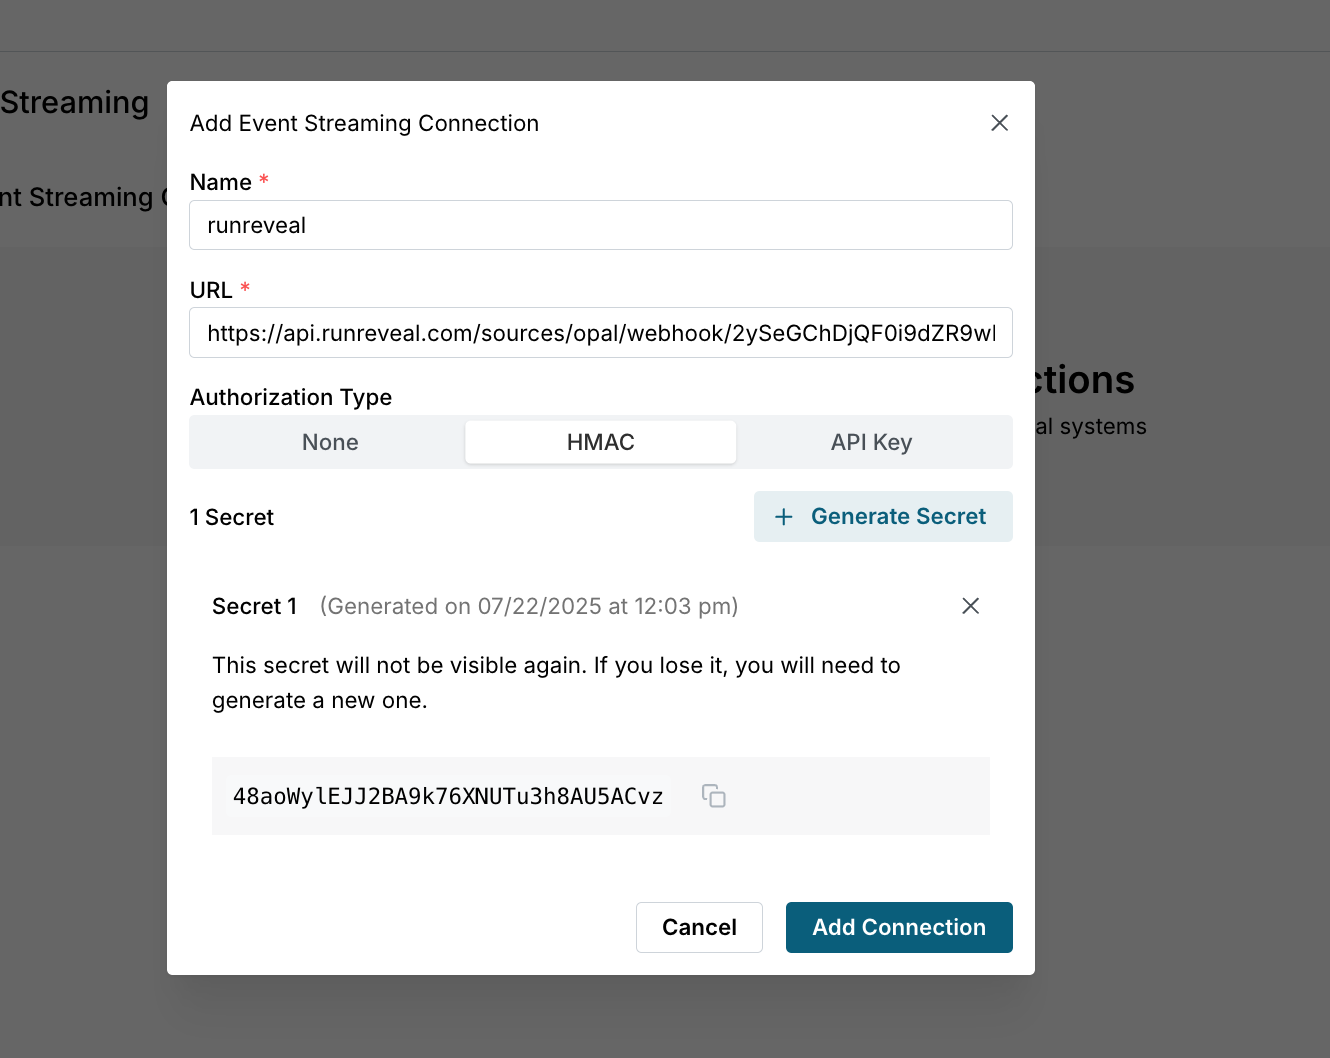 Streaming
Add Event Streaming Connection
Name *
nt Streaming
runreveal
URL *
https://api.runreveal.com/sources/opal/webhook/2ySeGChDjQF0i9dZR9w
ctions
Authorization Type
al systems
None
HMAC
API Key
1 Secret
+ Generate Secret
Secret 1 (Generated on 07/22/2025 at 12:03 pm)
This secret will not be visible again. If you lose it, you will need to
generate a new one.
48aoWylEJJ2BA9k76XNUTu3h8AU5ACvz
Cancel
Add Connection